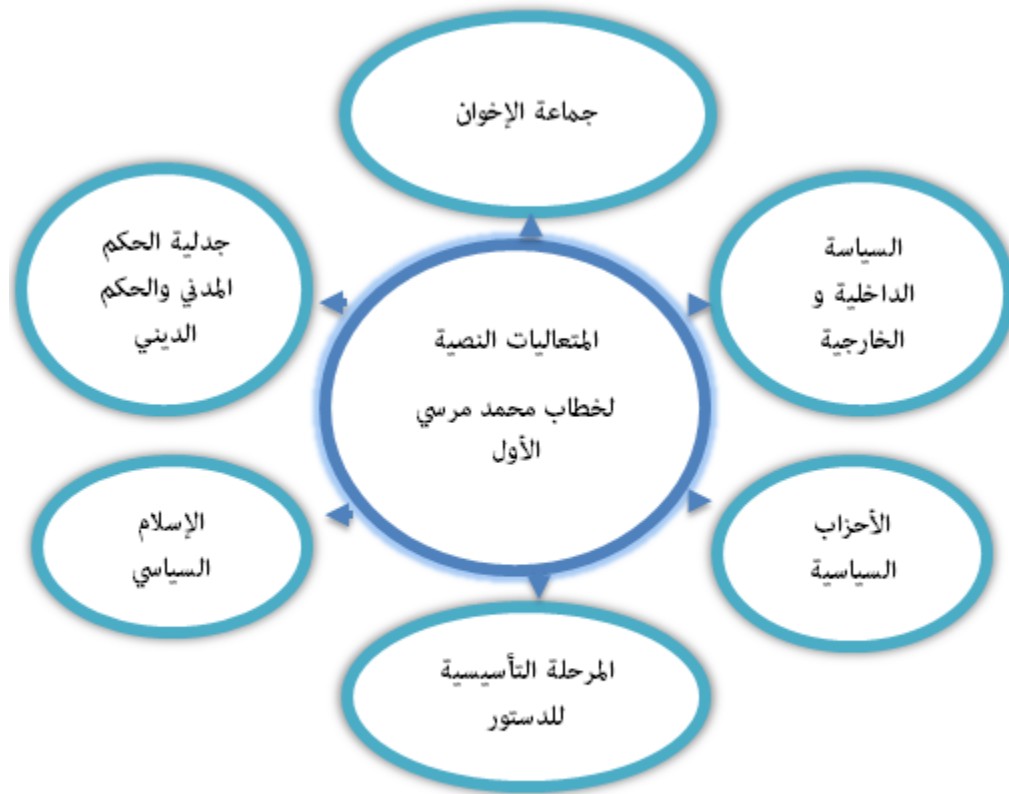 جماعة الإخوان
السياسة
الداخلية و
الخارجية
جدلية الحكم
المدني والحكم
الديني
المتعاليات النصية
لخطاب محمد مرسي
الأول
الأحزاب
السياسية
الإسلام
السياسي
المرحلة التأسيسية
للدستور